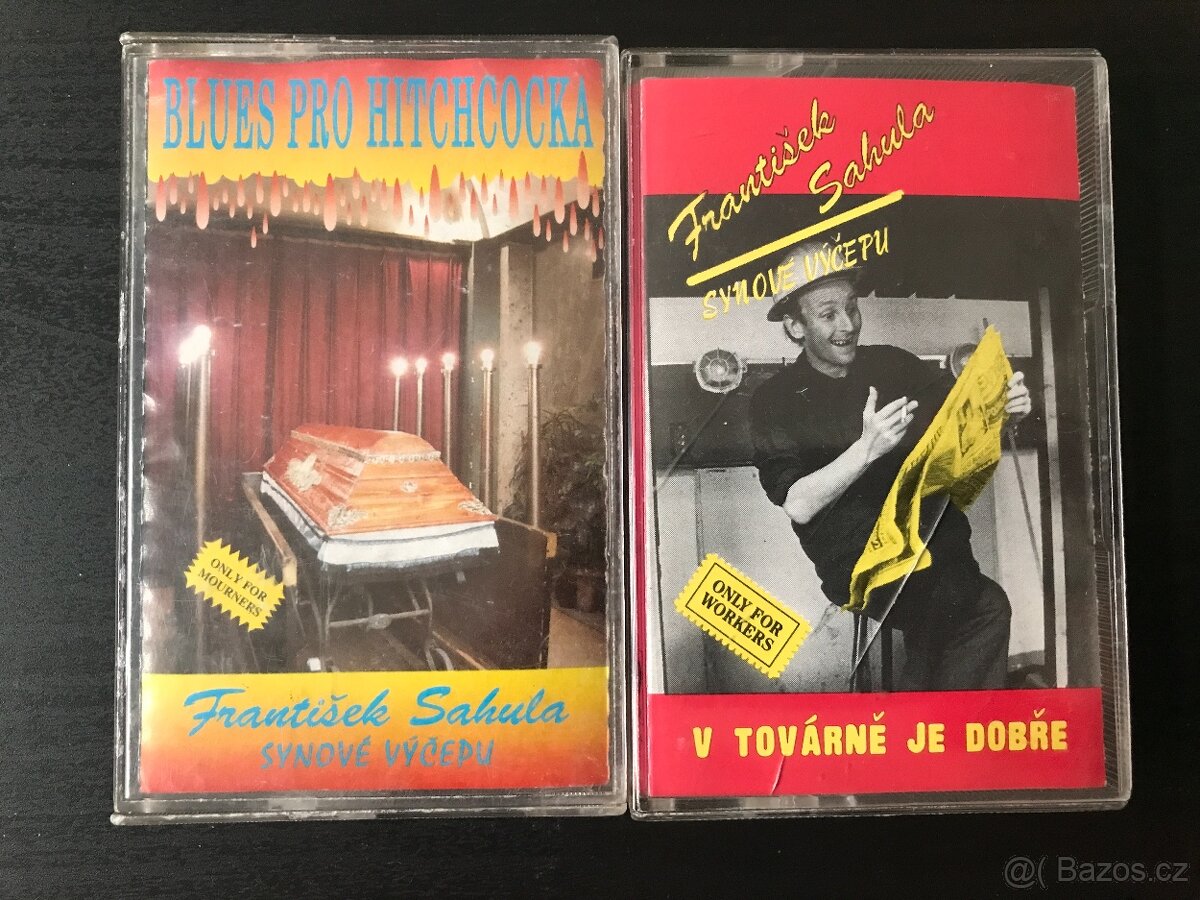 BLUES PRO HITCHCOCKA
ONLY FOR
MOURNERS
František Sahula
SYNOVÉ VÝČEPU
František
Sahula
SYNOVÉ VÝČEPU
ONLY FOR
WORKERS
V TOVÁRNĚ JE DOBŘE
@( Bazos.cz